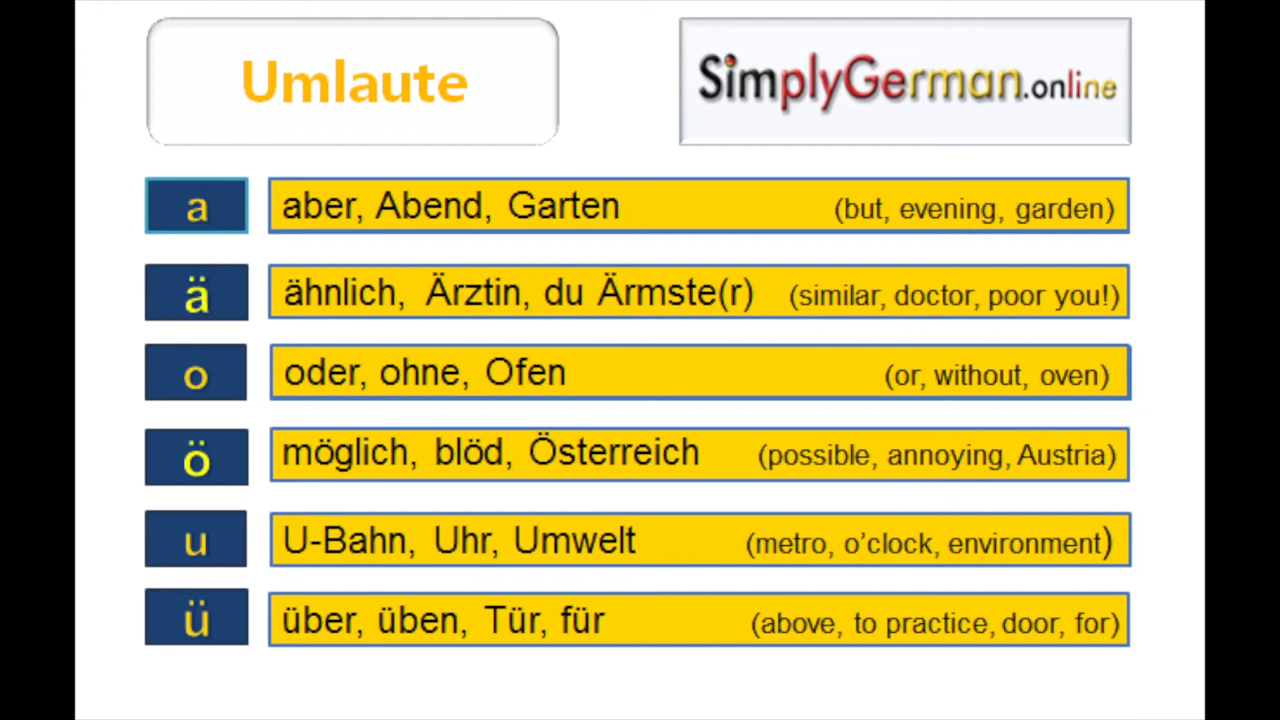 Umlaute
SimplyGerman.online
a
aber, Abend, Garten (but, evening, garden)
ä
ähnlich, Ärztin, du Ärmste(r) (similar, doctor, poor you!)
o
oder, ohne, Ofen (or, without, oven)
ö
möglich, blöd, Österreich (possible, annoying, Austria)
u
U-Bahn, Uhr, Umwelt (metro, o’clock, environment)
ü
über, üben, Tür, für (above, to practice, door, for)